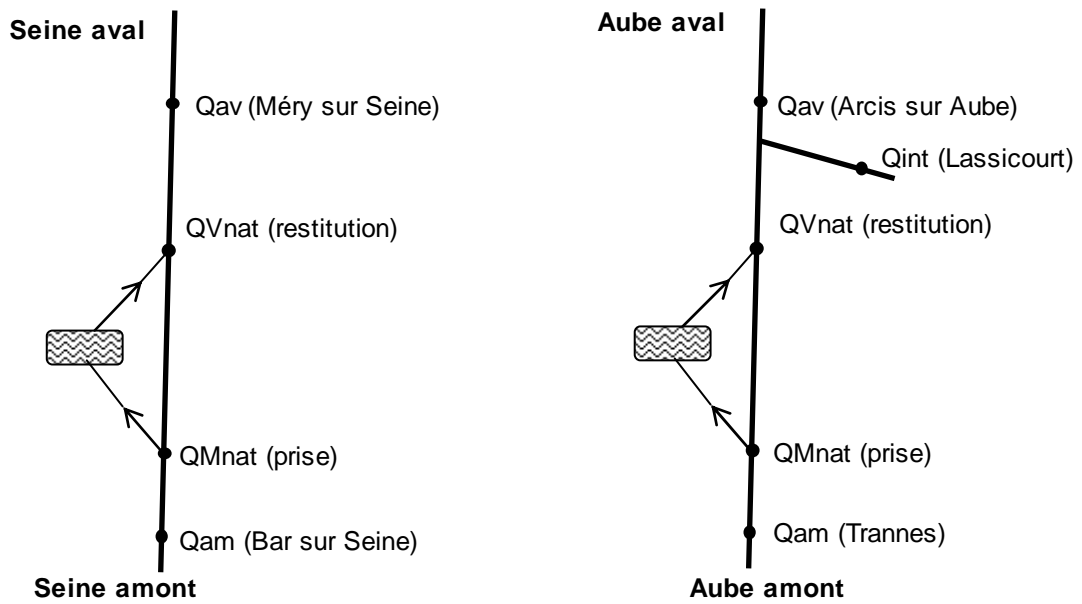 Seine aval
Qav (Méry sur Seine)
QVnat (restitution)
QMnat (prise)
Qam (Bar sur Seine)
Seine amont
Aube aval
Qav (Arcis sur Aube)
Qint (Lassicourt)
QVnat (restitution)
QMnat (prise)
Qam (Trannes)
Aube amont